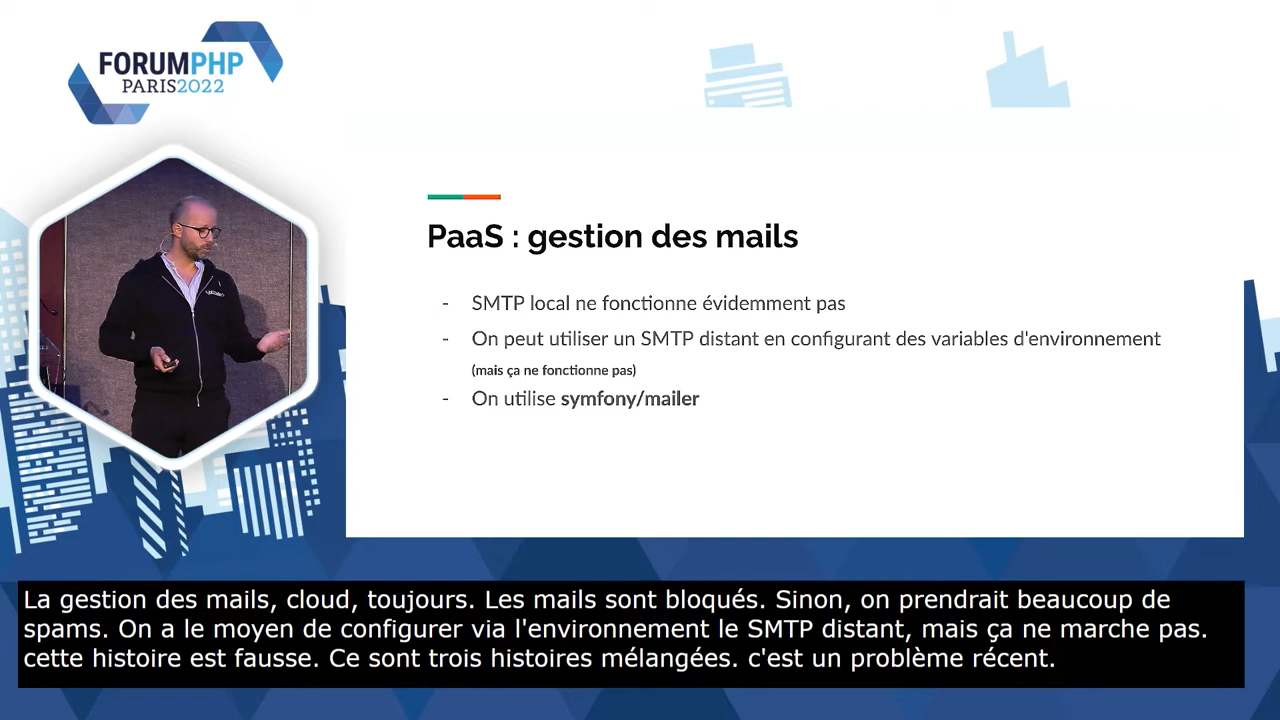 FORUMPHP
PARIS2022
PaaS : gestion des mails
- SMTP local ne fonctionne évidemment pas
- On peut utiliser un SMTP distant en configurant des variables d'environnement
(mais ça ne fonctionne pas)
- On utilise symfony/mailer
La gestion des mails, cloud, toujours. Les mails sont bloqués. Sinon, on prendrait beaucoup de
spams. On a le moyen de configurer via l'environnement le SMTP distant, mais ça ne marche pas.
cette histoire est fausse. Ce sont trois histoires mélangées. c'est un problème récent.